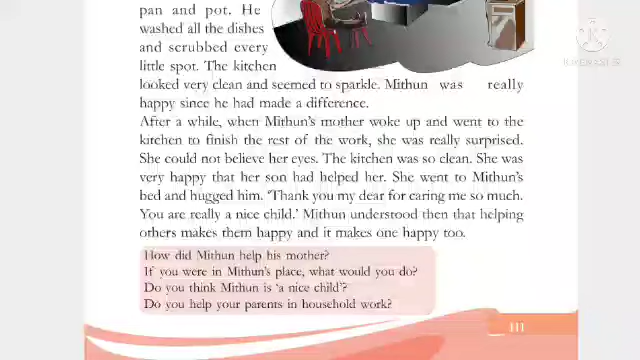 pan and pot. He
washed all the dishes
and scrubbed every
little spot. The kitchen
looked very clean and seemed to sparkle. Mithun was really
happy since he had made a difference.
After a while, when Mithun's mother woke up and went to the
kitchen to finish the rest of the work, she was really surprised.
She could not believe her eyes. The kitchen was so clean. She was
very happy that her son had helped her. She went to Mithun's
bed and hugged him. 'Thank you my dear for caring me so much.
You are really a nice child.' Mithun understood then that helping
others makes them happy and it makes one happy too.
How did Mithun help his mother?
If you were in Mithun's place, what would you do?
Do you think Mithun is 'a nice child'?
Do you help your parents in household work?
111
KINEMASTER